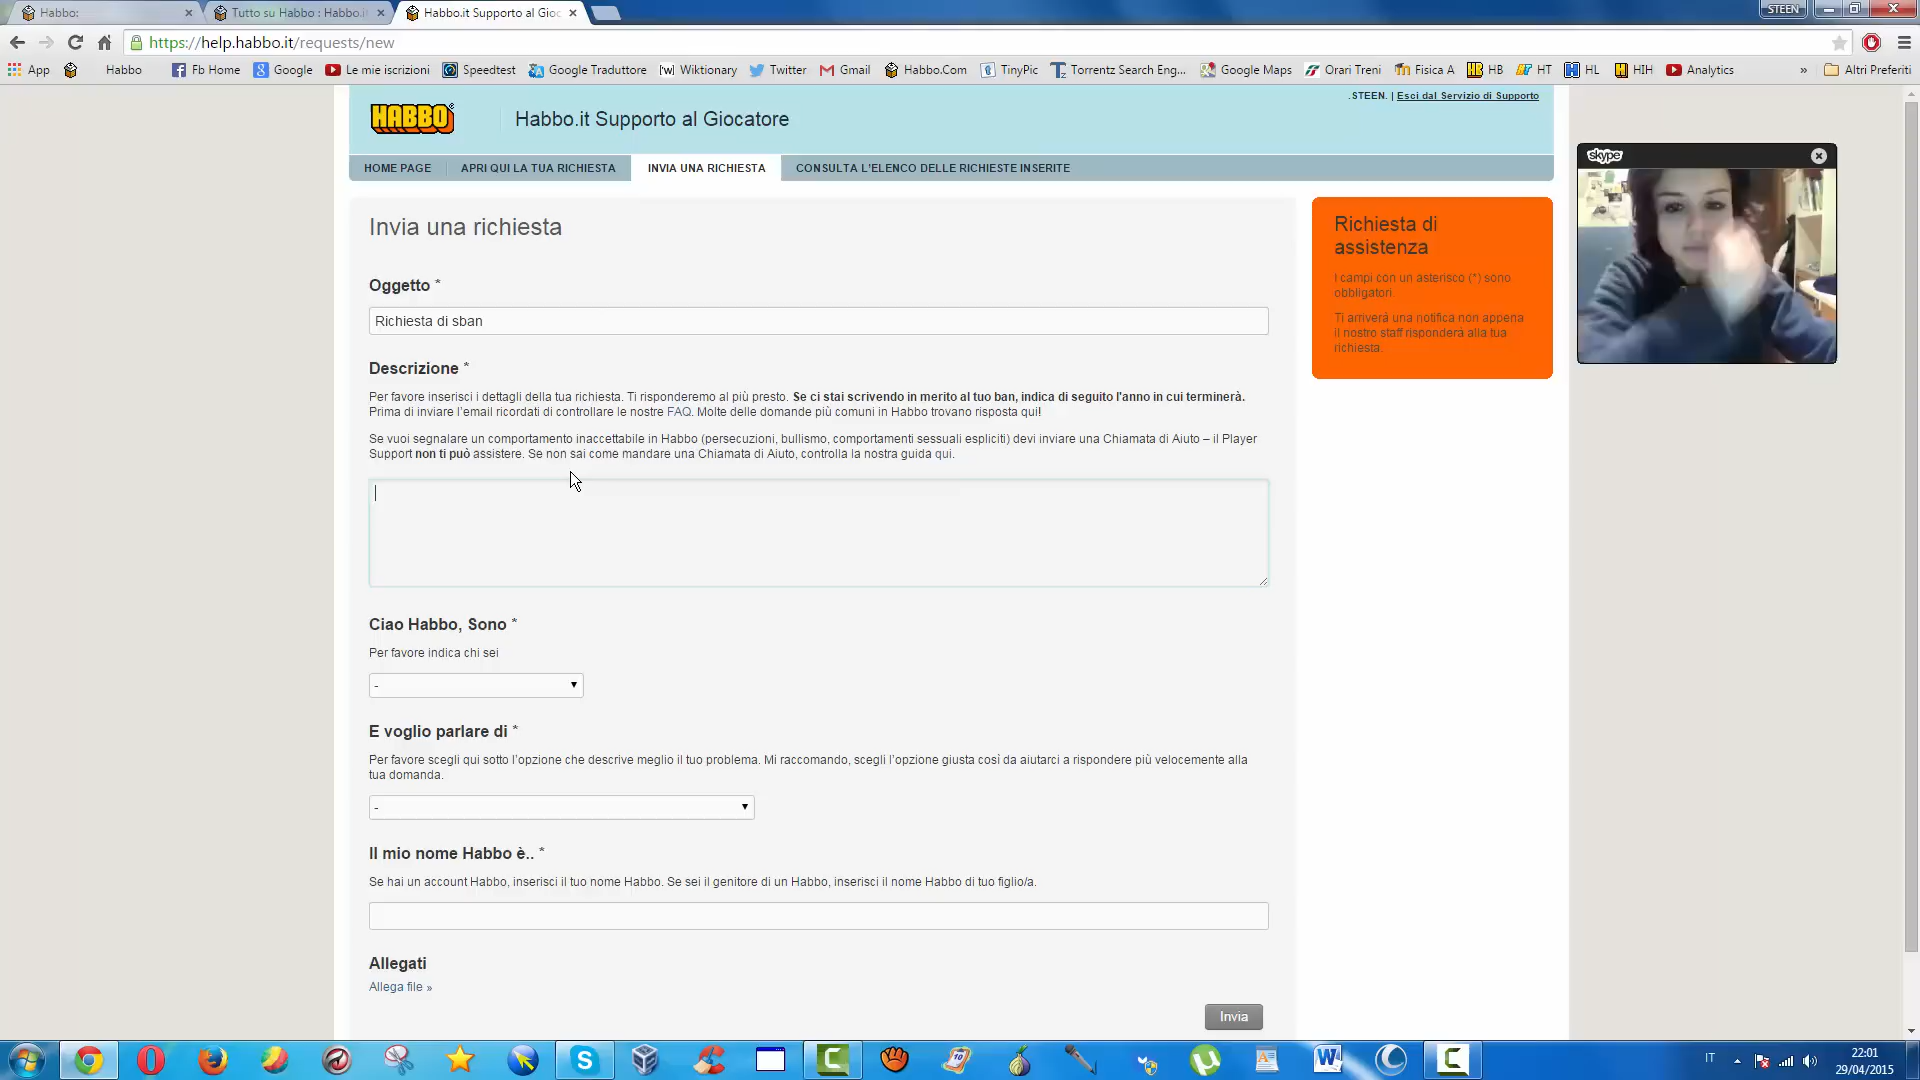 Habbo:
Tutto su Habbo : Habbo.it
Habbo.it Supporto al Gioc
STEEN
https://help.habbo.it/requests/new
App
Habbo
Fb Home
Google
Le mie iscrizioni
Speedtest
Google Traduttore
Wiktionary
Twitter
Gmail
Habbo.Com
TinyPic
Torrentz Search Eng...
Google Maps
Orari Treni
Fisica A
HB
HT
HL
HIH
Analytics
»
Altri Preferiti
.STEEN. | Esci dal Servizio di Supporto
HABBO
Habbo.it Supporto al Giocatore
HOME PAGE
APRI QUI LA TUA RICHIESTA
INVIA UNA RICHIESTA
CONSULTA L'ELENCO DELLE RICHIESTE INSERITE
skype
Invia una richiesta
Richiesta di
assistenza
I campi con un asterisco (*) sono
obbligatori.
Ti arriverà una notifica non appena
il nostro staff risponderà alla tua
richiesta.
Oggetto *
Richiesta di sban
Descrizione *
Per favore inserisci i dettagli della tua richiesta. Ti risponderemo al più presto. Se ci stai scrivendo in merito al tuo ban, indica di seguito l'anno in cui terminerà.
Prima di inviare l'email ricordati di controllare le nostre FAQ. Molte delle domande più comuni in Habbo trovano risposta qui!
Se vuoi segnalare un comportamento inaccettabile in Habbo (persecuzioni, bullismo, comportamenti sessuali espliciti) devi inviare una Chiamata di Aiuto – il Player
Support non ti può assistere. Se non sai come mandare una Chiamata di Aiuto, controlla la nostra guida qui.
Ciao Habbo, Sono *
Per favore indica chi sei
-
E voglio parlare di *
Per favore scegli qui sotto l'opzione che descrive meglio il tuo problema. Mi raccomando, scegli l'opzione giusta così da aiutarci a rispondere più velocemente alla
tua domanda.
-
Il mio nome Habbo è.. *
Se hai un account Habbo, inserisci il tuo nome Habbo. Se sei il genitore di un Habbo, inserisci il nome Habbo di tuo figlio/a.
Allegati
Allega file »
Invia
IT
22:01
29/04/2015